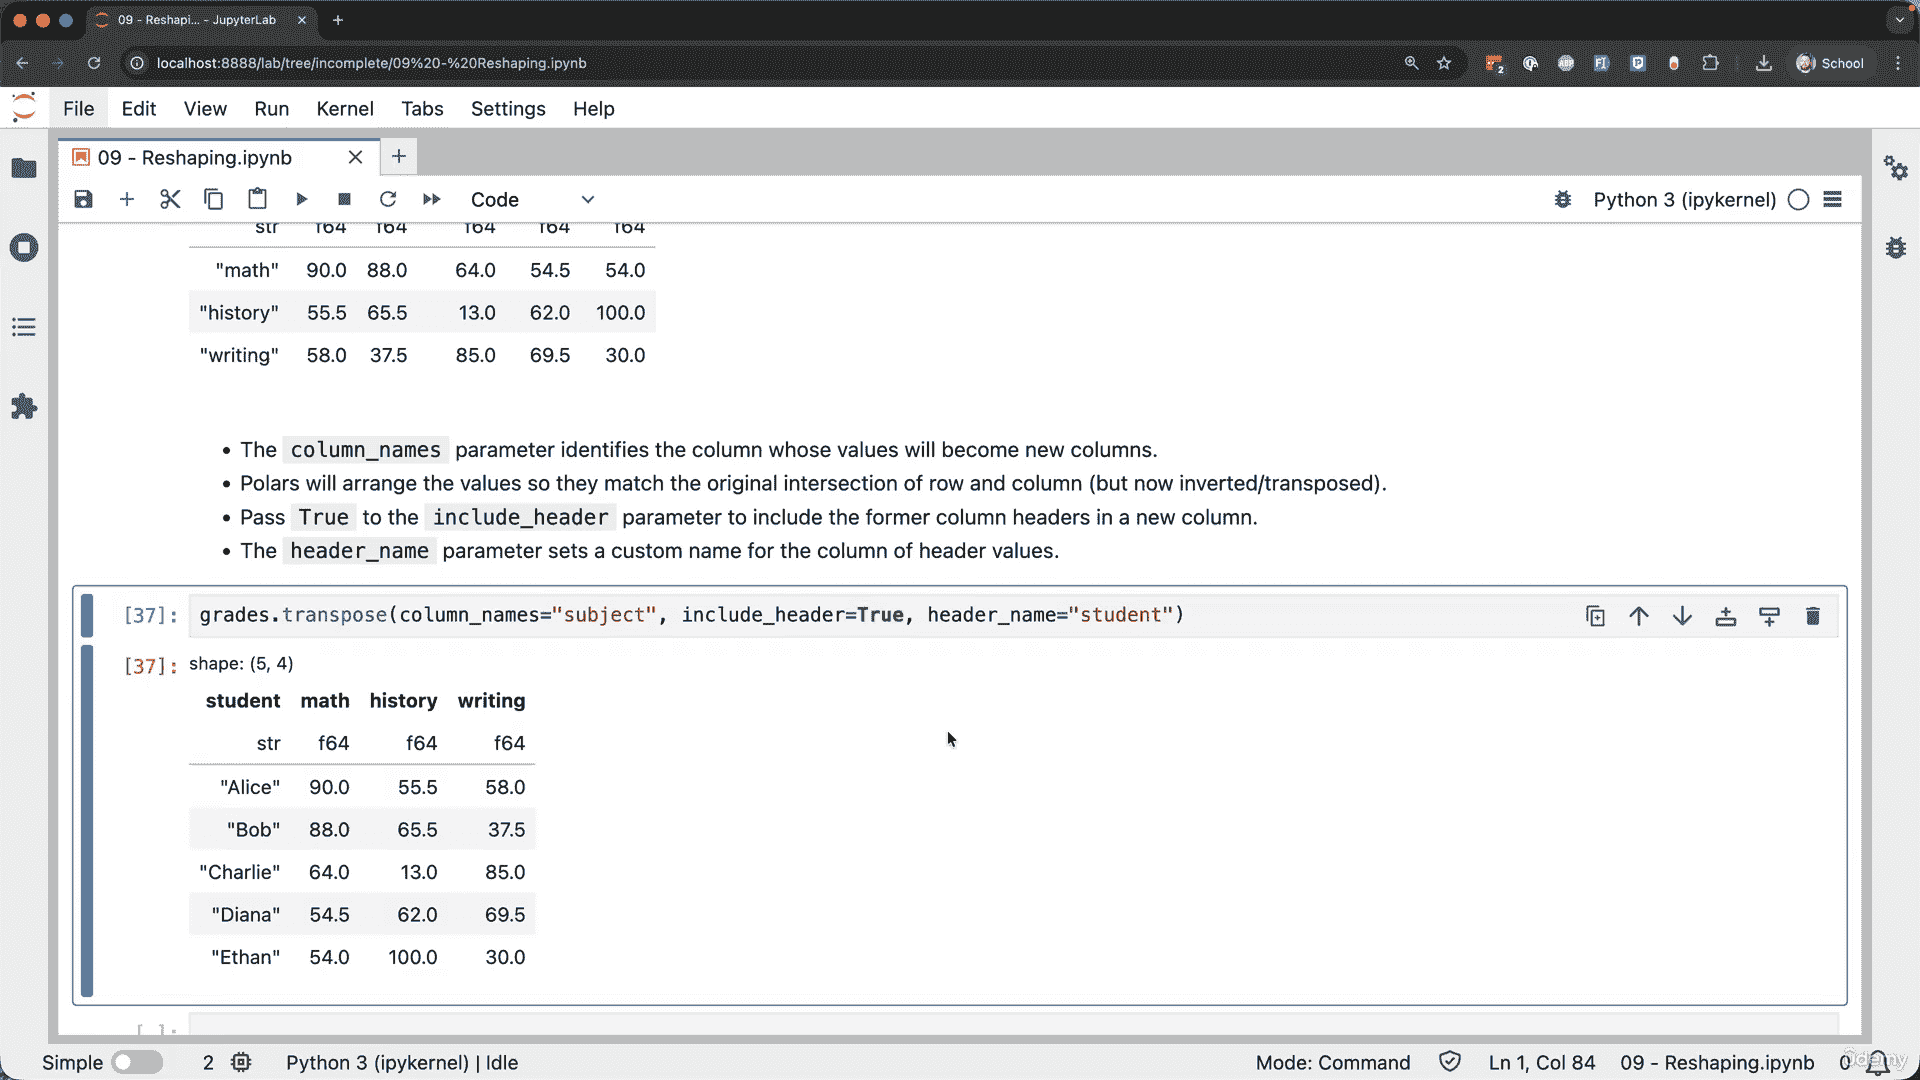 09 - Reshapi... - JupyterLab
localhost:8888/lab/tree/incomplete/09%20-%20Reshaping.ipynb
2
School
File Edit View Run Kernel Tabs Settings Help
09 - Reshaping.ipynb
Code
Python 3 (ipykernel)
str f64 f64 f64 f64 f64
"math" 90.0 88.0 64.0 54.5 54.0
"history" 55.5 65.5 13.0 62.0 100.0
"writing" 58.0 37.5 85.0 69.5 30.0
• The column_names parameter identifies the column whose values will become new columns.
• Polars will arrange the values so they match the original intersection of row and column (but now inverted/transposed).
• Pass True to the include_header parameter to include the former column headers in a new column.
• The header_name parameter sets a custom name for the column of header values.
[37]: grades.transpose(column_names="subject", include_header=True, header_name="student")
[37]: shape: (5, 4)
student math history writing
str f64 f64 f64
"Alice" 90.0 55.5 58.0
"Bob" 88.0 65.5 37.5
"Charlie" 64.0 13.0 85.0
"Diana" 54.5 62.0 69.5
"Ethan" 54.0 100.0 30.0
[ ]:
Simple 2 Python 3 (ipykernel) | Idle Mode: Command Ln 1, Col 84 09 - Reshaping.ipynb 0
udemy